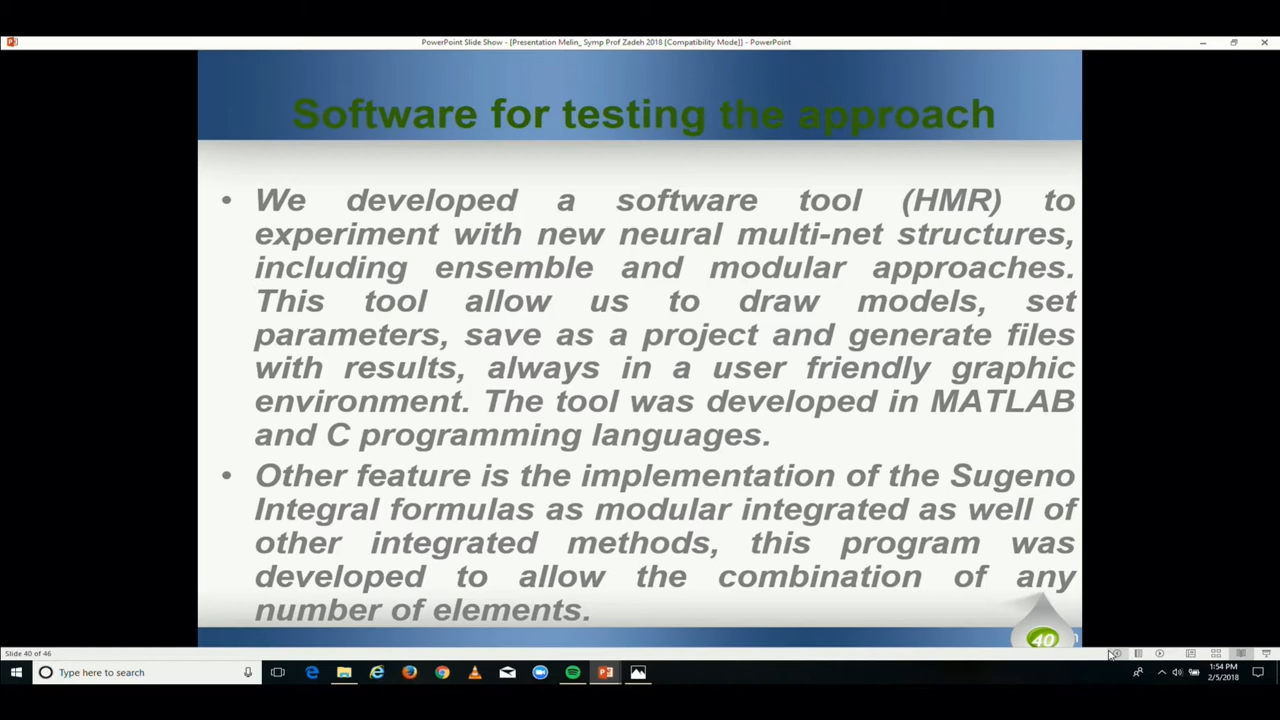 PowerPoint Slide Show - [Presentation Melin_ Symp Prof Zadeh 2018 [Compatibility Mode]] - PowerPoint
Software for testing the approach
• We developed a software tool (HMR) to
experiment with new neural multi-net structures,
including ensemble and modular approaches.
This tool allow us to draw models, set
parameters, save as a project and generate files
with results, always in a user friendly graphic
environment. The tool was developed in MATLAB
and C programming languages.
• Other feature is the implementation of the Sugeno
Integral formulas as modular integrated as well of
other integrated methods, this program was
developed to allow the combination of any
number of elements.
40
Slide 40 of 46
Type here to search
1:54 PM
2/5/2018